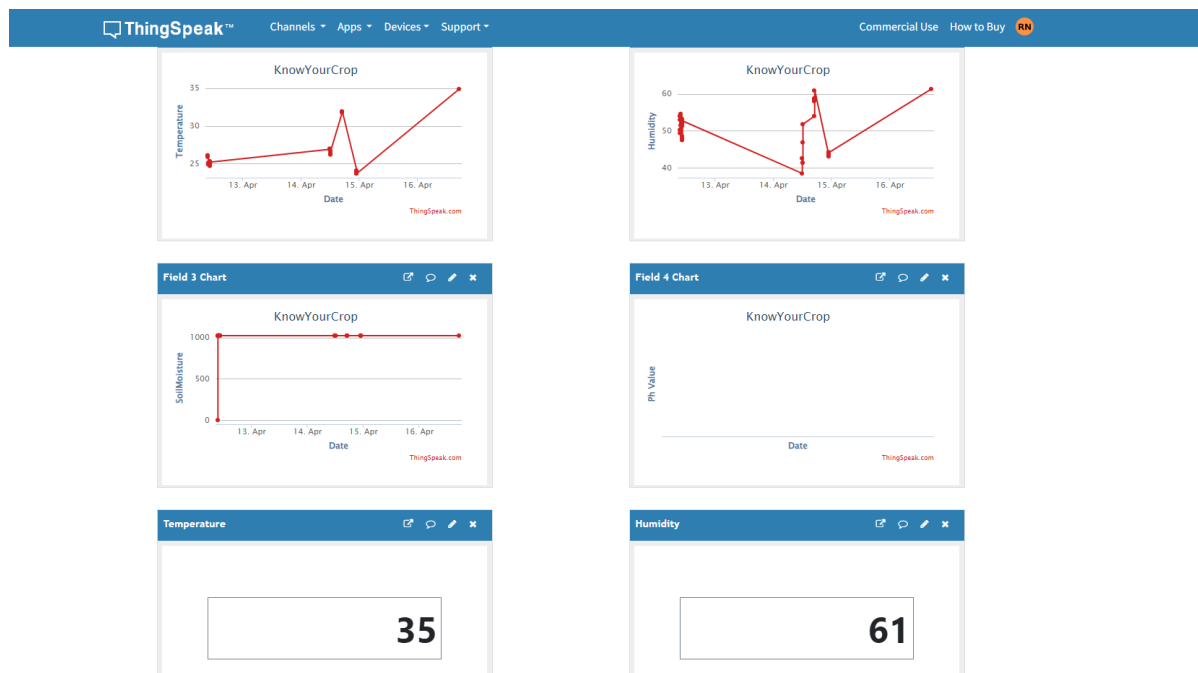 ThingSpeak™ Channels Apps Devices Support Commercial Use How to Buy RN
KnowYourCrop
35
30
25
Temperature
13. Apr 14. Apr 15. Apr 16. Apr
Date
ThingSpeak.com
KnowYourCrop
60
50
40
Humidity
13. Apr 14. Apr 15. Apr 16. Apr
Date
ThingSpeak.com
Field 3 Chart
KnowYourCrop
1000
500
0
SoilMoisture
13. Apr 14. Apr 15. Apr 16. Apr
Date
ThingSpeak.com
Field 4 Chart
KnowYourCrop
Ph Value
Date
ThingSpeak.com
Temperature
35
Humidity
61